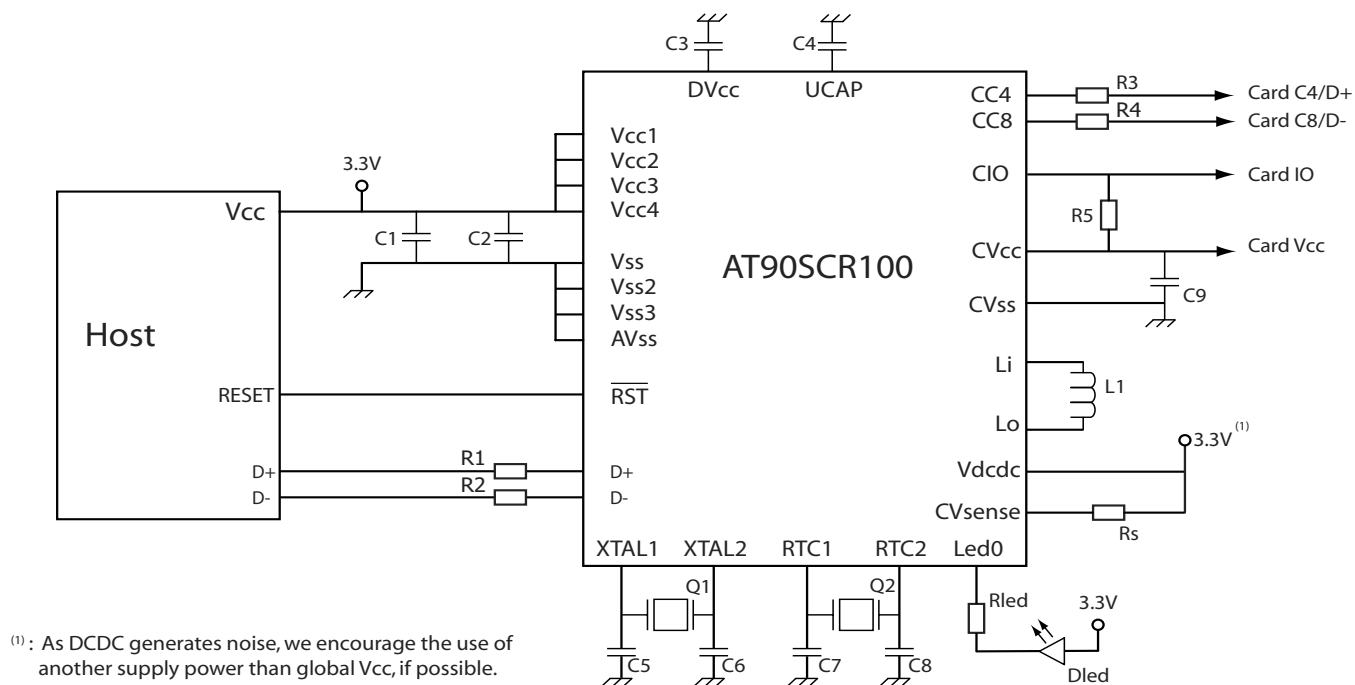 C3
C4
DVcc
UCAP
CC4
R3
Card C4/D+
CC8
R4
Card C8/D-
Vcc1
Vcc2
Vcc3
Vcc4
3.3V
Vcc
C1
C2
CIO
Card IO
R5
CVcc
Card Vcc
C9
CVss
Vss
Vss2
Vss3
AVss
AT90SCR100
Host
Li
L1
Lo
RESET
RST
3.3V (1)
Vdcdc
D+
R1
D+
D-
R2
D-
CVsense
Rs
XTAL1
XTAL2
RTC1
RTC2
Led0
Q1
Q2
Rled
3.3V
C5
C6
C7
C8
Dled
(1) : As DCDC generates noise, we encourage the use of
another supply power than global Vcc, if possible.